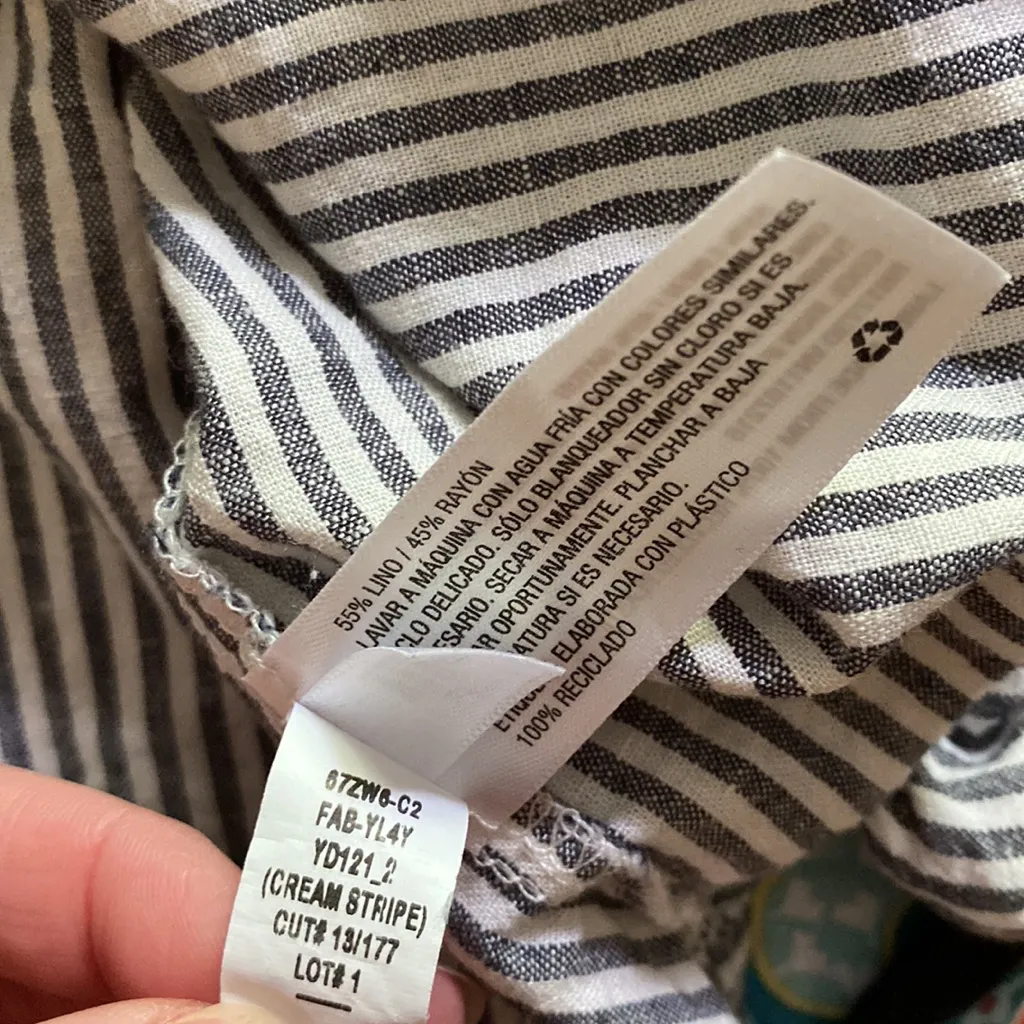 55% LINO / 45% RAYÓN
LAVAR A MÁQUINA CON AGUA FRÍA CON COLORES SIMILARES.
CLO DELICADO. SÓLO BLANQUEADOR SIN CLORO SI ES
ESARIO. SECAR A MÁQUINA A TEMPERATURA BAJA.
AR OPORTUNAMENTE. PLANCHAR A BAJA
ATURA SI ES NECESARIO.
ELABORADA CON PLÁSTICO
100% RECICLADO
67ZW6-C2
FAB-YL4Y
YD121_2
(CREAM STRIPE)
CUT# 13/177
LOT# 1